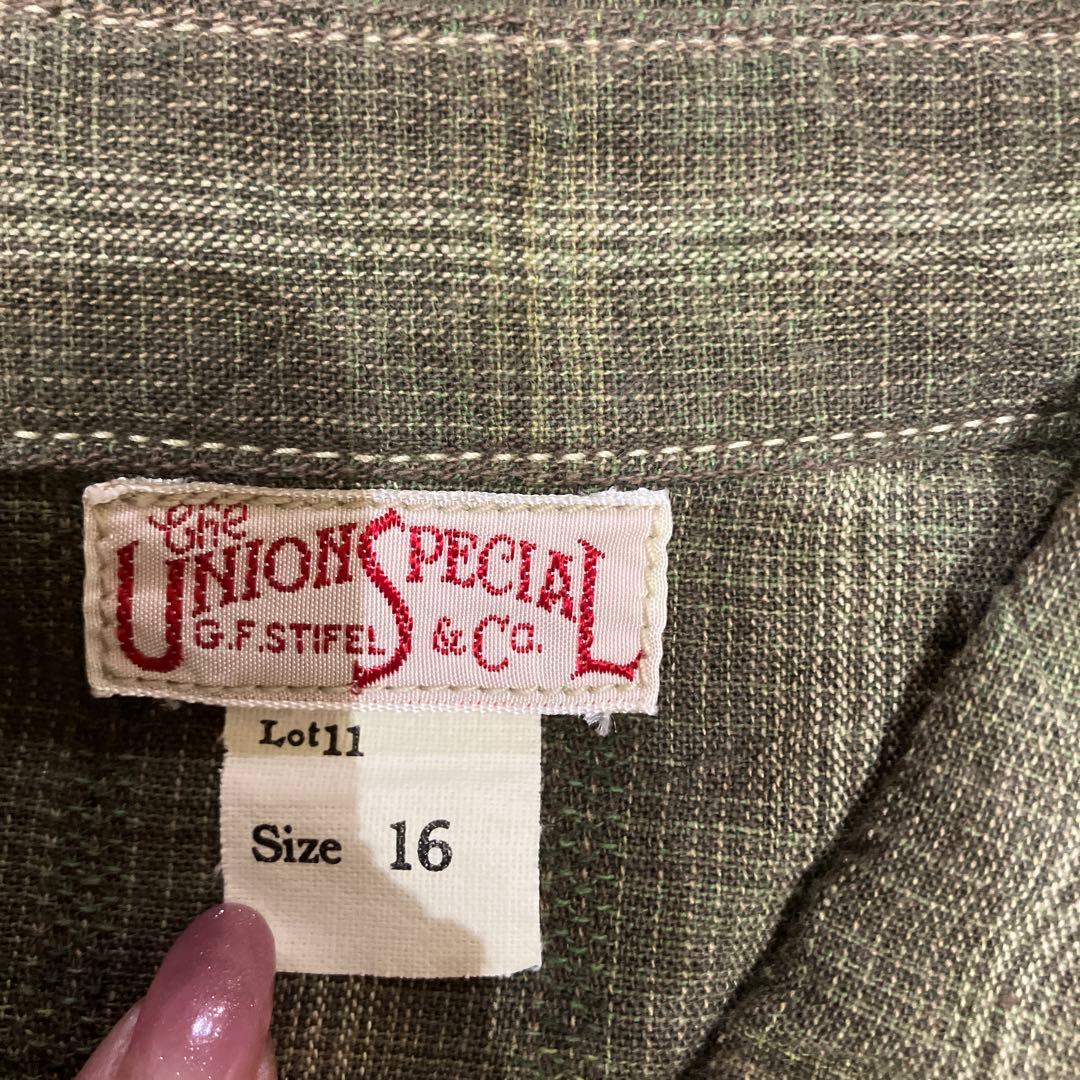 The
UNION SPECIAL
G.F.STIFEL & Co.
Lot 11
Size 16